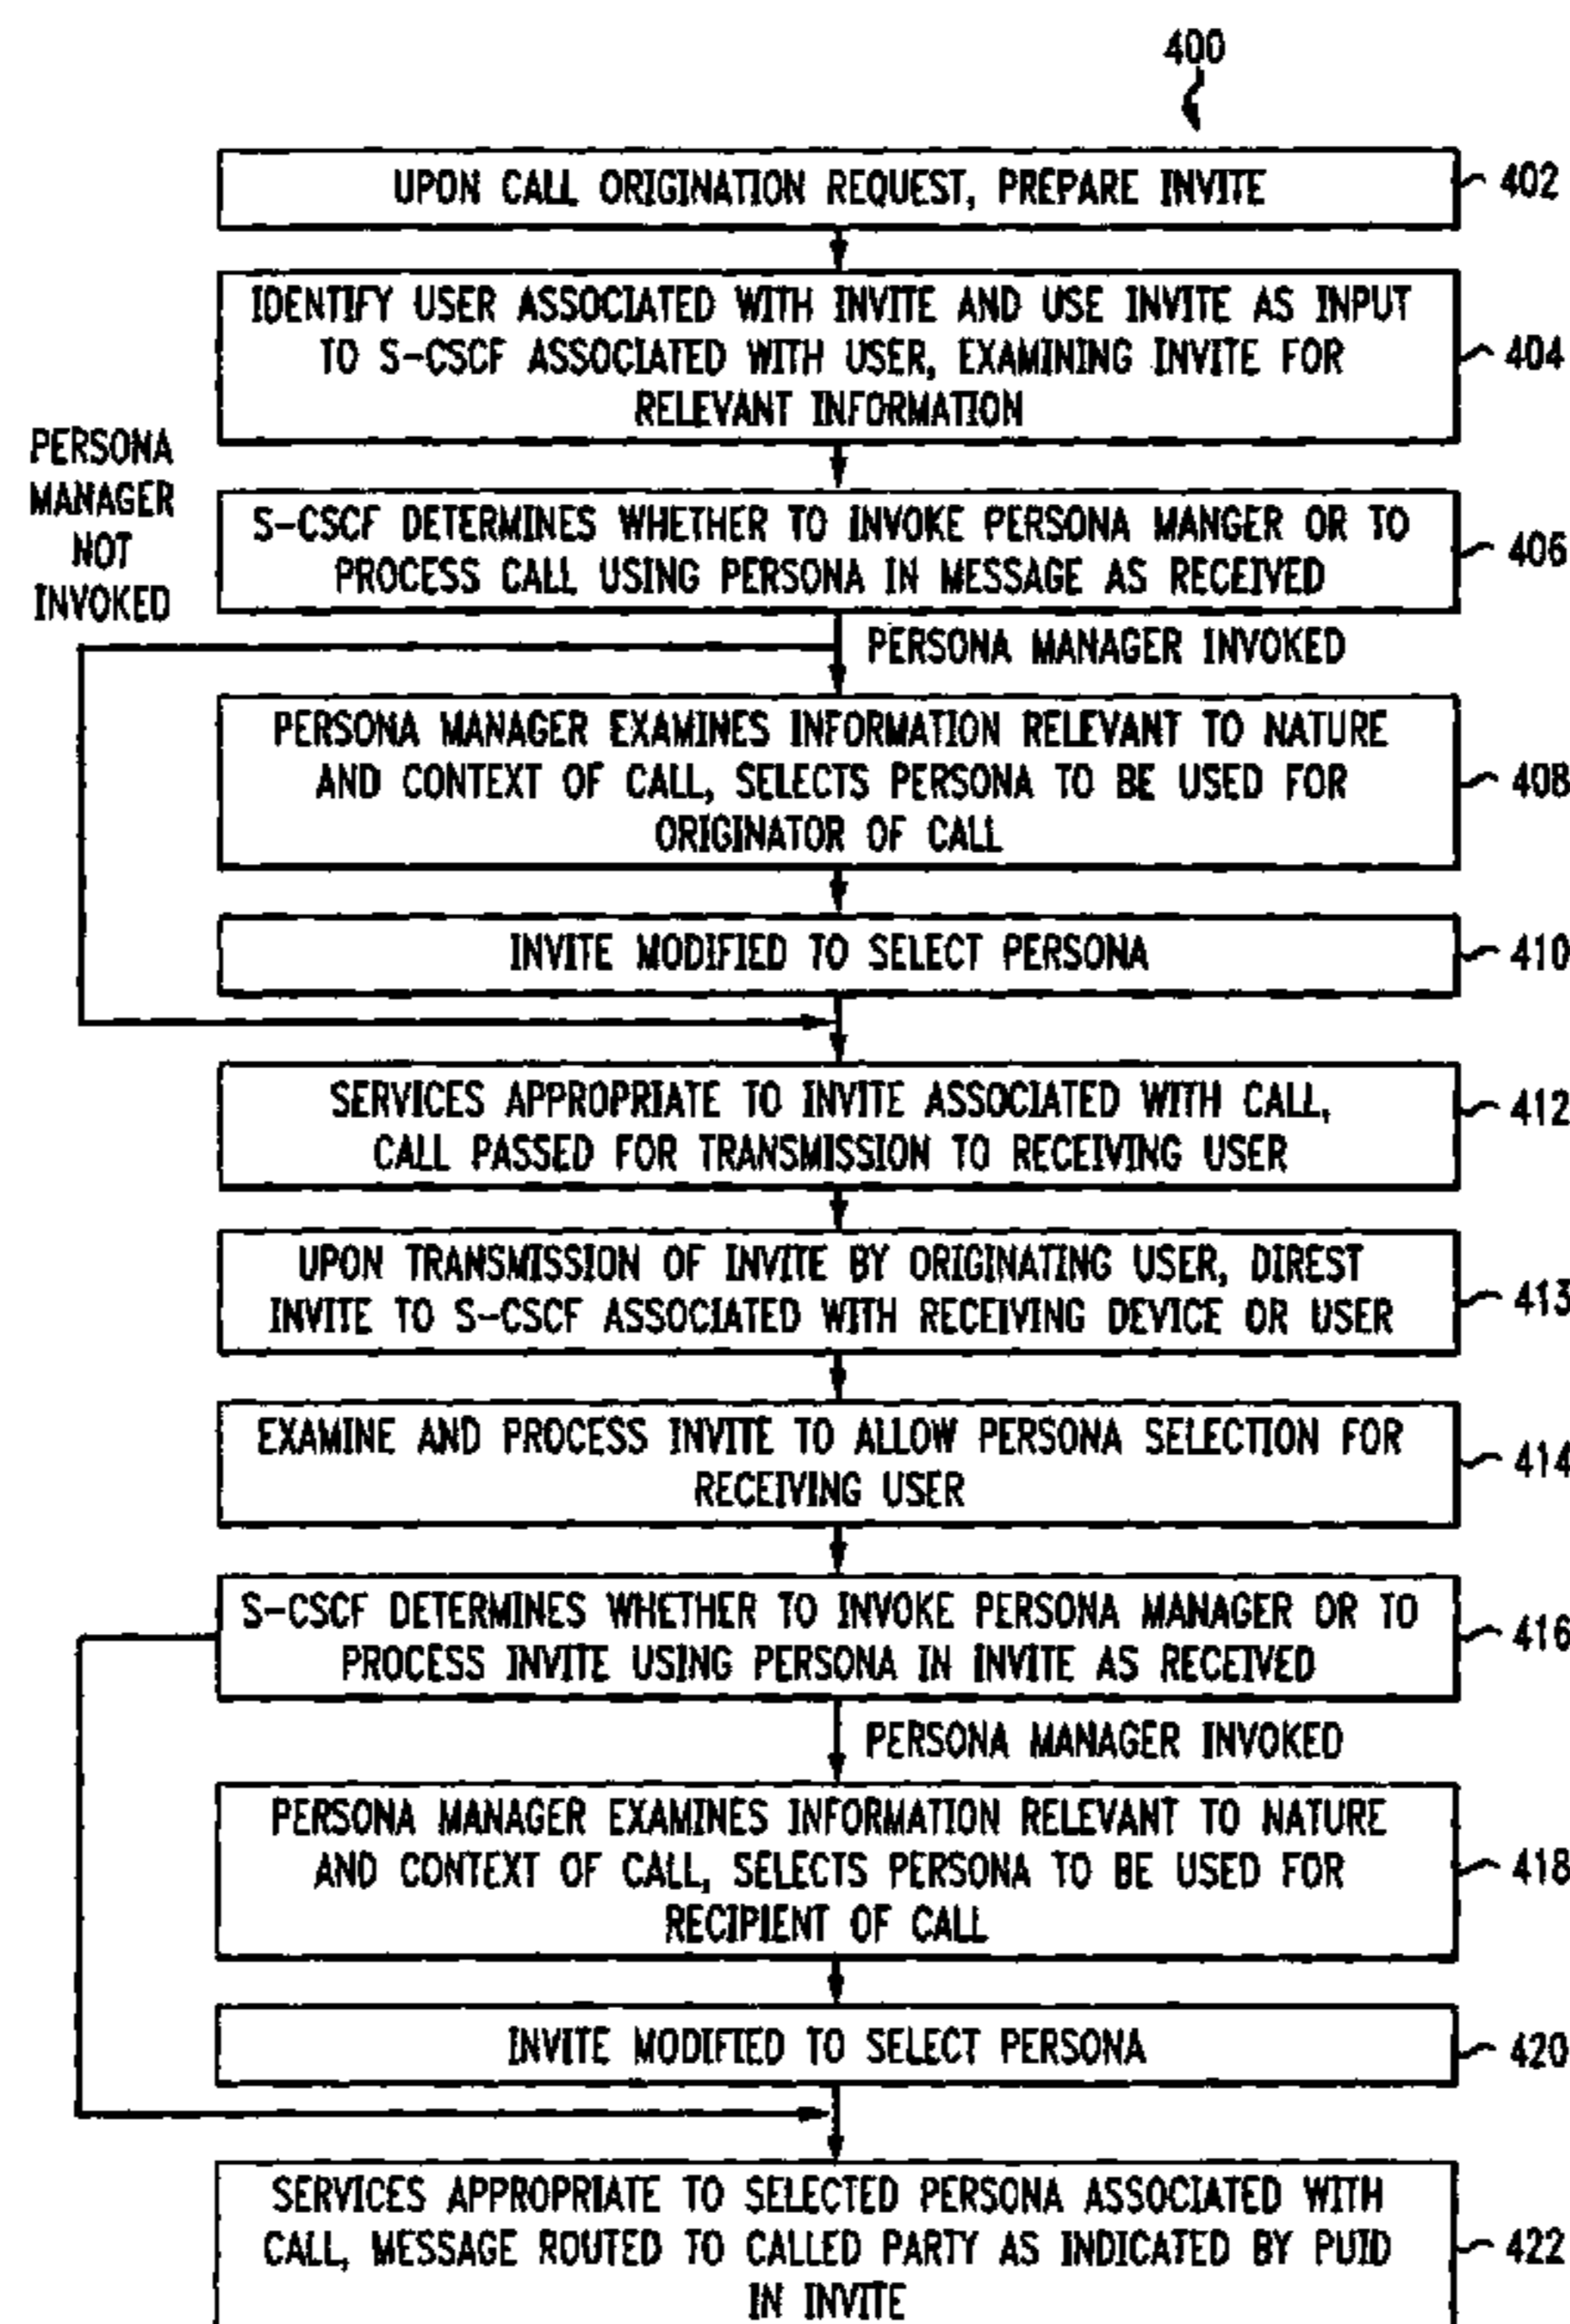 400
UPON CALL ORIGINATION REQUEST, PREPARE INVITE
402
IDENTIFY USER ASSOCIATED WITH INVITE AND USE INVITE AS INPUT
TO S-CSCF ASSOCIATED WITH USER, EXAMINING INVITE FOR
RELEVANT INFORMATION
404
PERSONA
MANAGER
NOT
INVOKED
S-CSCF DETERMINES WHETHER TO INVOKE PERSONA MANGER OR TO
PROCESS CALL USING PERSONA IN MESSAGE AS RECEIVED
406
PERSONA MANAGER INVOKED
PERSONA MANAGER EXAMINES INFORMATION RELEVANT TO NATURE
AND CONTEXT OF CALL, SELECTS PERSONA TO BE USED FOR
ORIGINATOR OF CALL
408
INVITE MODIFIED TO SELECT PERSONA
410
SERVICES APPROPRIATE TO INVITE ASSOCIATED WITH CALL,
CALL PASSED FOR TRANSMISSION TO RECEIVING USER
412
UPON TRANSMISSION OF INVITE BY ORIGINATING USER, DIREST
INVITE TO S-CSCF ASSOCIATED WITH RECEIVING DEVICE OR USER
413
EXAMINE AND PROCESS INVITE TO ALLOW PERSONA SELECTION FOR
RECEIVING USER
414
S-CSCF DETERMINES WHETHER TO INVOKE PERSONA MANAGER OR TO
PROCESS INVITE USING PERSONA IN INVITE AS RECEIVED
416
PERSONA MANAGER INVOKED
PERSONA MANAGER EXAMINES INFORMATION RELEVANT TO NATURE
AND CONTEXT OF CALL, SELECTS PERSONA TO BE USED FOR
RECIPIENT OF CALL
418
INVITE MODIFIED TO SELECT PERSONA
420
SERVICES APPROPRIATE TO SELECTED PERSONA ASSOCIATED WITH
CALL, MESSAGE ROUTED TO CALLED PARTY AS INDICATED BY PUID
IN INVITE
422